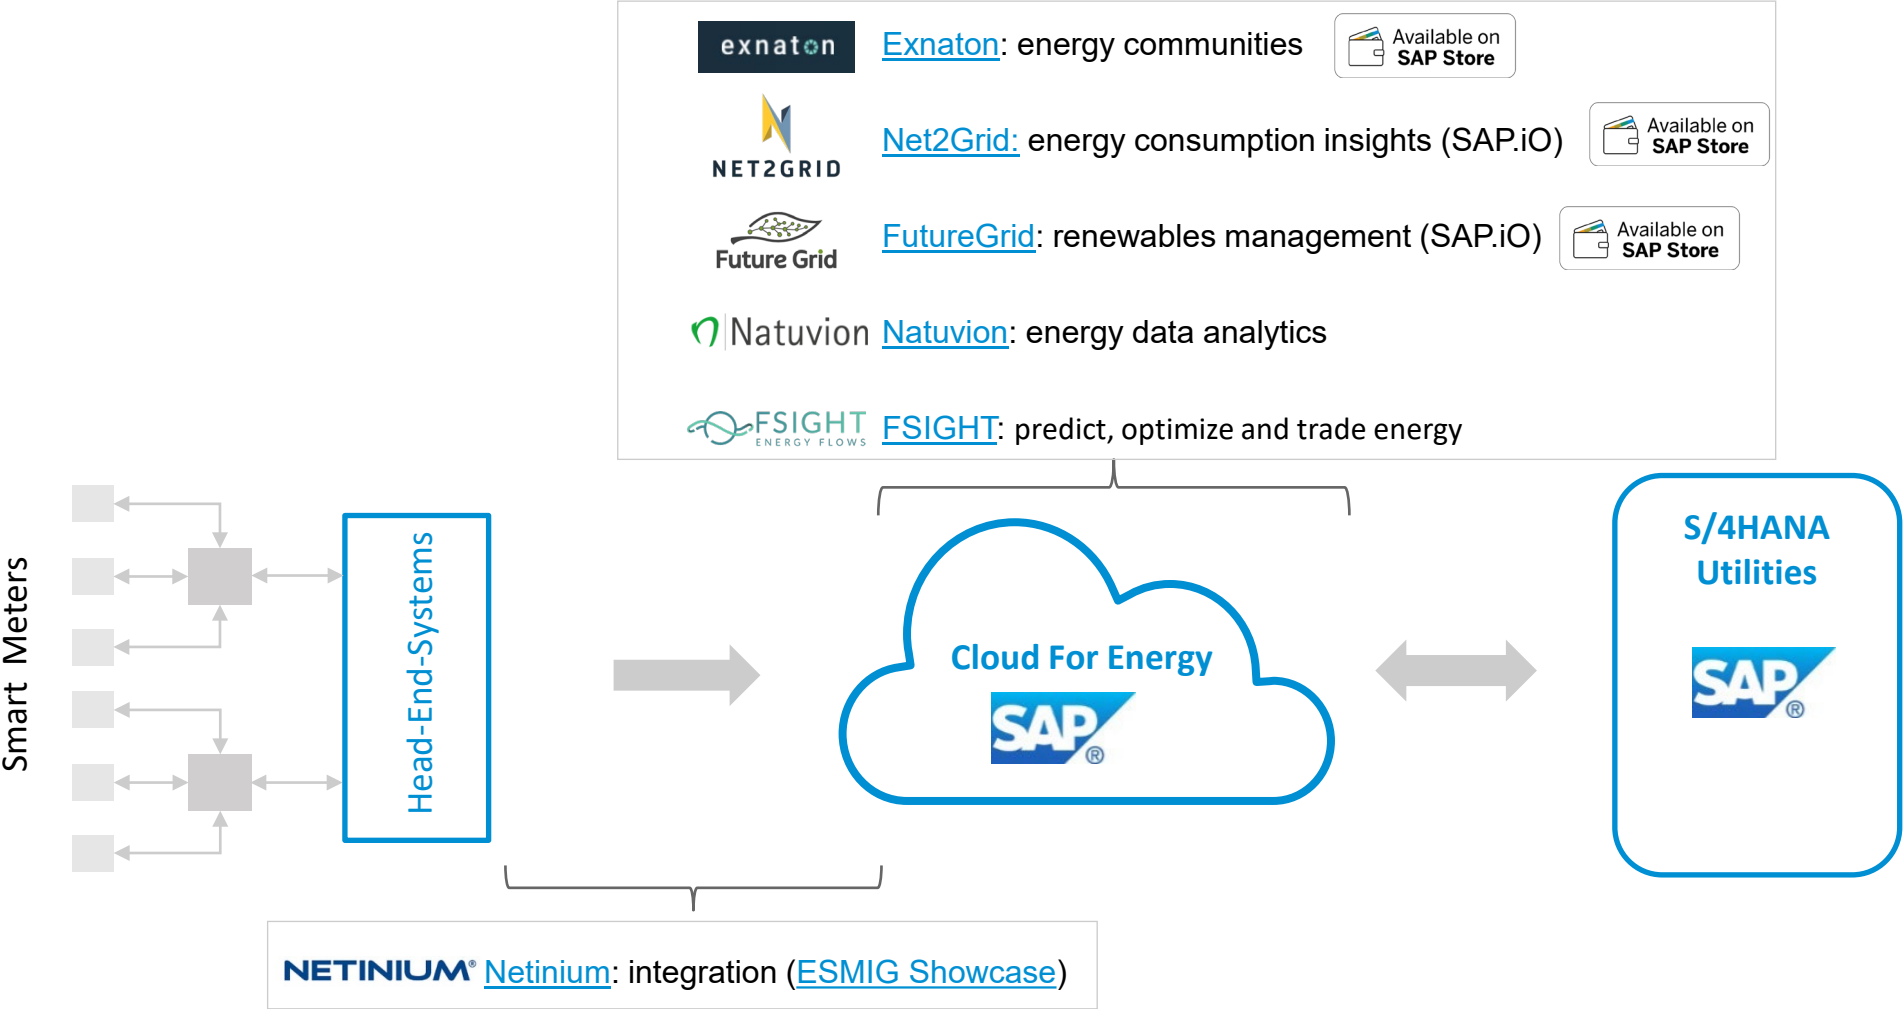 exnaton Exnaton: energy communities Available on
SAP Store
NET2GRID Net2Grid: energy consumption insights (SAP.iO) Available on
SAP Store
Future Grid FutureGrid: renewables management (SAP.iO) Available on
SAP Store
Natuvion Natuvion: energy data analytics
FSIGHT
ENERGY FLOWS
FSIGHT: predict, optimize and trade energy
Smart Meters
Head-End-Systems
Cloud For Energy
SAP®
S/4HANA
Utilities
SAP®
NETINIUM® Netinium: integration (ESMIG Showcase)